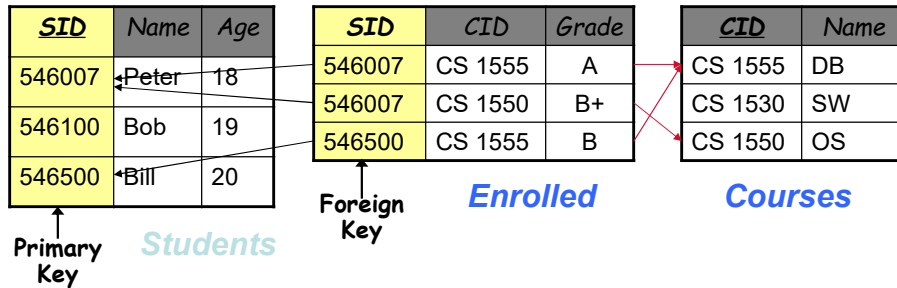 SID Name Age
546007 Peter 18
546100 Bob 19
546500 Bill 20
Primary
Key
Students
SID CID Grade
546007 CS 1555 A
546007 CS 1550 B+
546500 CS 1555 B
Foreign
Key
Enrolled
CID Name
CS 1555 DB
CS 1530 SW
CS 1550 OS
Courses